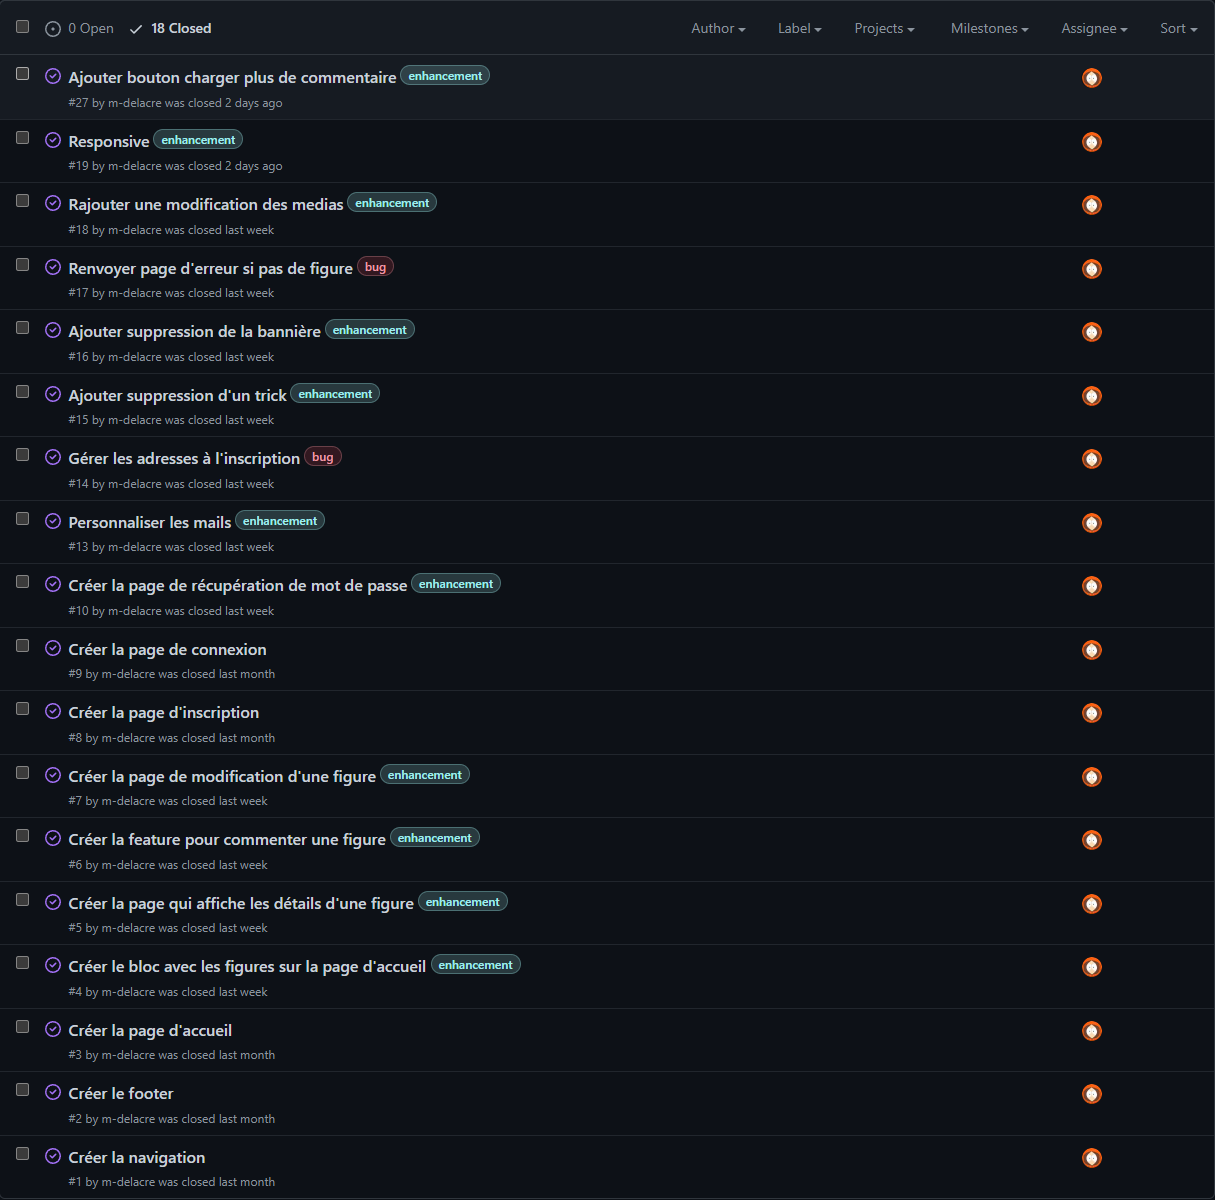 0 Open 18 Closed Author Label Projects Milestones Assignee Sort
Ajouter bouton charger plus de commentaire enhancement
#27 by m-delacre was closed 2 days ago
Responsive enhancement
#19 by m-delacre was closed 2 days ago
Rajouter une modification des medias enhancement
#18 by m-delacre was closed last week
Renvoyer page d'erreur si pas de figure bug
#17 by m-delacre was closed last week
Ajouter suppression de la bannière enhancement
#16 by m-delacre was closed last week
Ajouter suppression d'un trick enhancement
#15 by m-delacre was closed last week
Gérer les adresses à l'inscription bug
#14 by m-delacre was closed last week
Personnaliser les mails enhancement
#13 by m-delacre was closed last week
Créer la page de récupération de mot de passe enhancement
#10 by m-delacre was closed last week
Créer la page de connexion
#9 by m-delacre was closed last month
Créer la page d'inscription
#8 by m-delacre was closed last month
Créer la page de modification d'une figure enhancement
#7 by m-delacre was closed last week
Créer la feature pour commenter une figure enhancement
#6 by m-delacre was closed last week
Créer la page qui affiche les détails d'une figure enhancement
#5 by m-delacre was closed last week
Créer le bloc avec les figures sur la page d'accueil enhancement
#4 by m-delacre was closed last week
Créer la page d'accueil
#3 by m-delacre was closed last month
Créer le footer
#2 by m-delacre was closed last month
Créer la navigation
#1 by m-delacre was closed last month